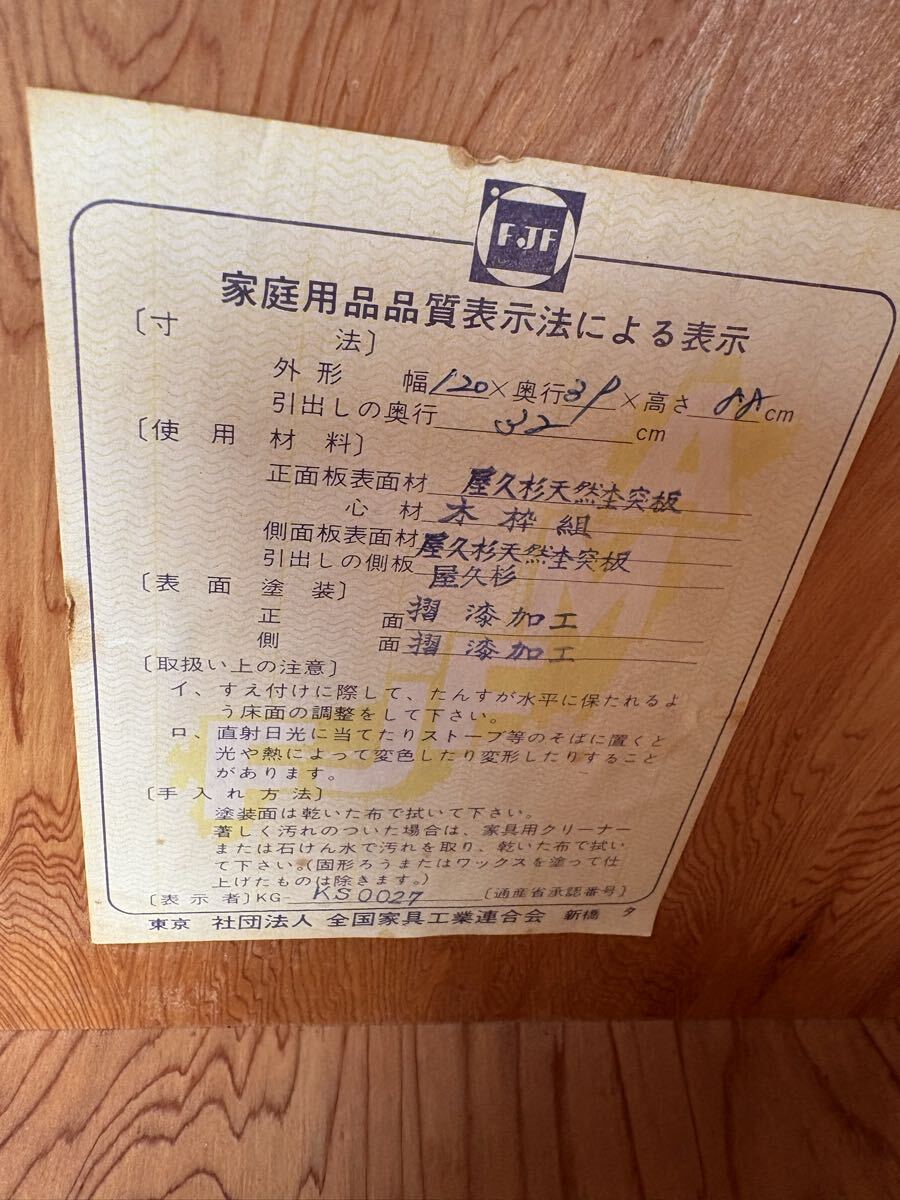 FJF
家庭用品品質表示法による表示
〔寸 法〕
外形 幅120×奥行39×高さ88cm
引出しの奥行 32 cm
〔使用材料〕
正面板表面材 屋久杉天然杢突板
心材 木枠組
側面板表面材 屋久杉天然杢突板
引出しの側板 屋久杉
〔表面塗装〕
正面 摺漆加工
側面 摺漆加工
〔取扱い上の注意〕
イ、すえ付けに際して、たんすが水平に保たれるよ
う床面の調整をして下さい。
ロ、直射日光に当てたりストーブ等のそばに置くと
光や熱によって変色したり変形したりすること
があります。
〔手入れ方法〕
塗装面は乾いた布で拭いて下さい。
著しく汚れのついた場合は、家具用クリーナー
または石けん水で汚れを取り、乾いた布で拭い
て下さい。(固形ろうまたはワックスを塗って仕
上げたものは除きます。)
〔表示者〕KG-KS0027 〔通産省承認番号〕
東京 社団法人 全国家具工業連合会 新橋 タ